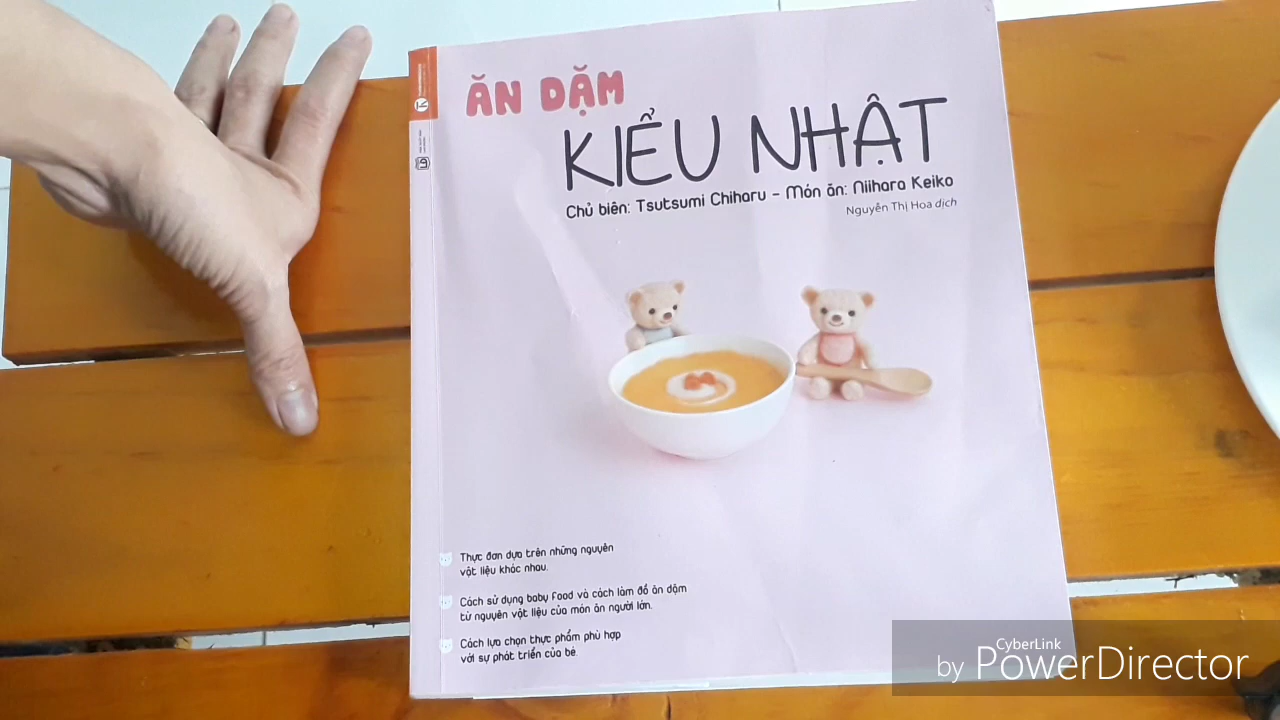 ĂN DẶM
KIỂU NHẬT
Chủ biên: Tsutsumi Chiharu - Món ăn: Niihara Keiko
Nguyễn Thị Hoa dịch
Thực đơn dựa trên những nguyên
vật liệu khác nhau.
Cách sử dụng baby food và cách làm đồ ăn dặm
từ nguyên vật liệu của món ăn người lớn.
Cách lựa chọn thực phẩm phù hợp
với sự phát triển của bé.
CyberLink
by PowerDirector